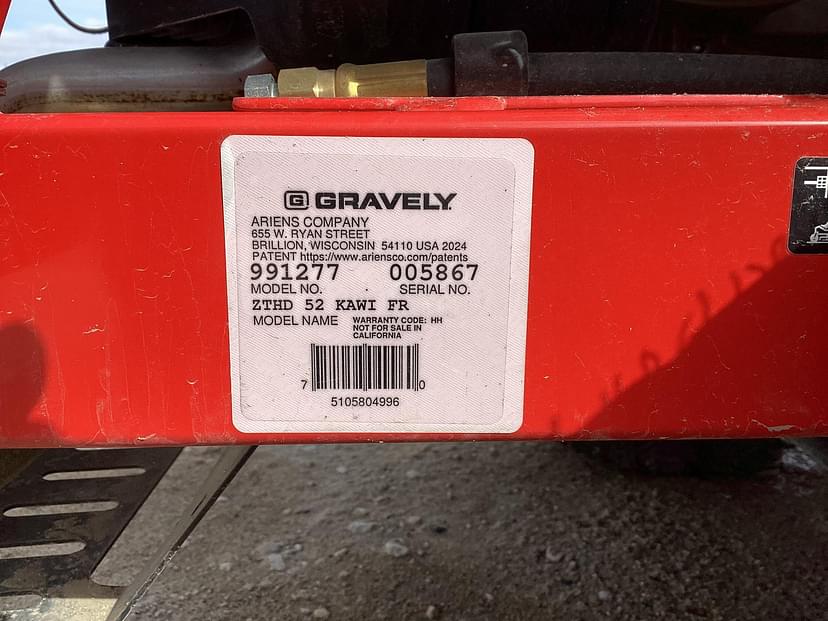 G GRAVELY
ARIENS COMPANY
655 W. RYAN STREET
BRILLION, WISCONSIN 54110 USA 2024
PATENT https://www.ariensco.com/patents
991277 005867
MODEL NO. SERIAL NO.
ZTHD 52 KAWI FR
MODEL NAME WARRANTY CODE: HH
NOT FOR SALE IN
CALIFORNIA
7 0
5105804996